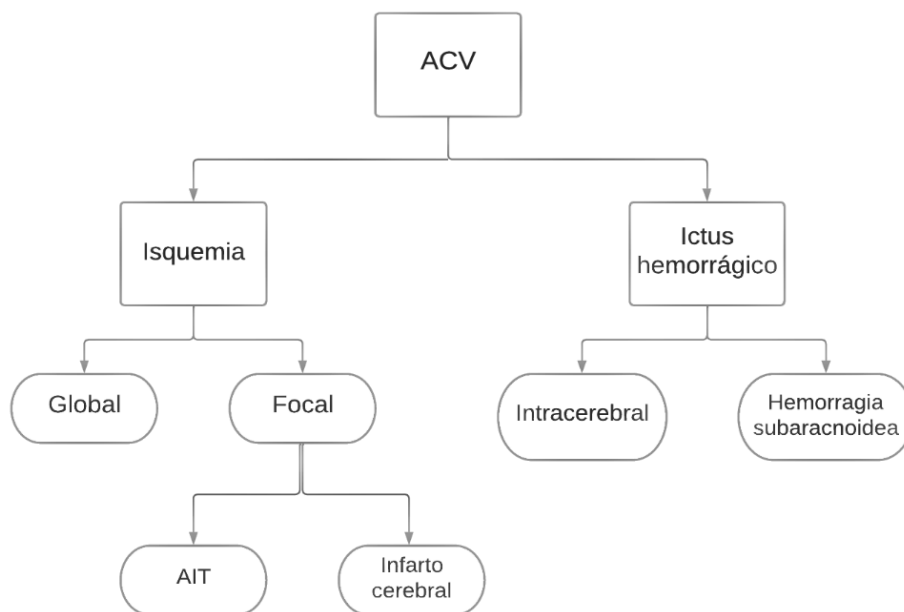 ACV
Isquemia
Ictus
hemorrágico
Global
Focal
Intracerebral
Hemorragia
subaracnoidea
AIT
Infarto
cerebral